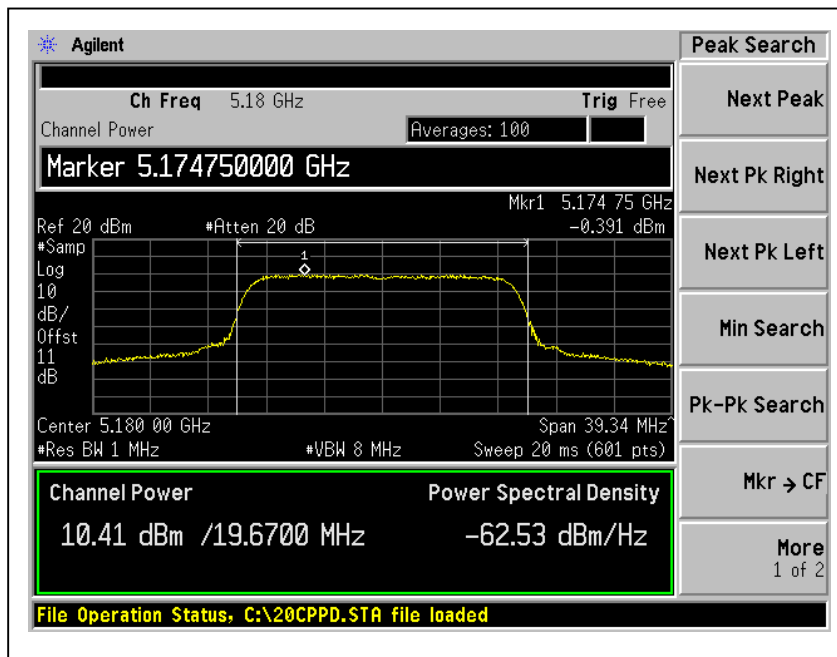 Agilent
Peak Search
Ch Freq 5.18 GHz Trig Free
Channel Power Averages: 100
Marker 5.174750000 GHz
Mkr1 5.174 75 GHz
Ref 20 dBm #Atten 20 dB -0.391 dBm
#Samp
Log
10
dB/
Offst
11
dB
1
Center 5.180 00 GHz Span 39.34 MHz^
#Res BW 1 MHz #VBW 8 MHz Sweep 20 ms (601 pts)
Channel Power Power Spectral Density
10.41 dBm /19.6700 MHz -62.53 dBm/Hz
File Operation Status, C:\20CPPD.STA file loaded
Next Peak
Next Pk Right
Next Pk Left
Min Search
Pk-Pk Search
Mkr → CF
More
1 of 2